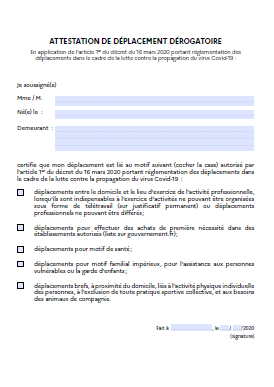 ATTESTATION DE DÉPLACEMENT DÉROGATOIRE
En application de l'article 1er du décret du 16 mars 2020 portant réglementation des
déplacements dans le cadre de la lutte contre la propagation du virus Covid-19 :
Je soussigné(e)
Mme / M.
Né(e) le :
Demeurant :
certifie que mon déplacement est lié au motif suivant (cocher la case) autorisé par
l'article 1er du décret du 16 mars 2020 portant réglementation des déplacements dans
le cadre de la lutte contre la propagation du virus Covid-19 :
déplacements entre le domicile et le lieu d'exercice de l'activité professionnelle,
lorsqu'ils sont indispensables à l'exercice d'activités ne pouvant être organisées
sous forme de télétravail (sur justificatif permanent) ou déplacements
professionnels ne pouvant être différés;
déplacements pour effectuer des achats de première nécessité dans des
établissements autorisés (liste sur gouvernement.fr);
déplacements pour motif de santé;
déplacements pour motif familial impérieux, pour l'assistance aux personnes
vulnérables ou la garde d'enfants;
déplacements brefs, à proximité du domicile, liés à l'activité physique individuelle
des personnes, à l'exclusion de toute pratique sportive collective, et aux besoins
des animaux de compagnie.
Fait à , le / /2020
(signature)